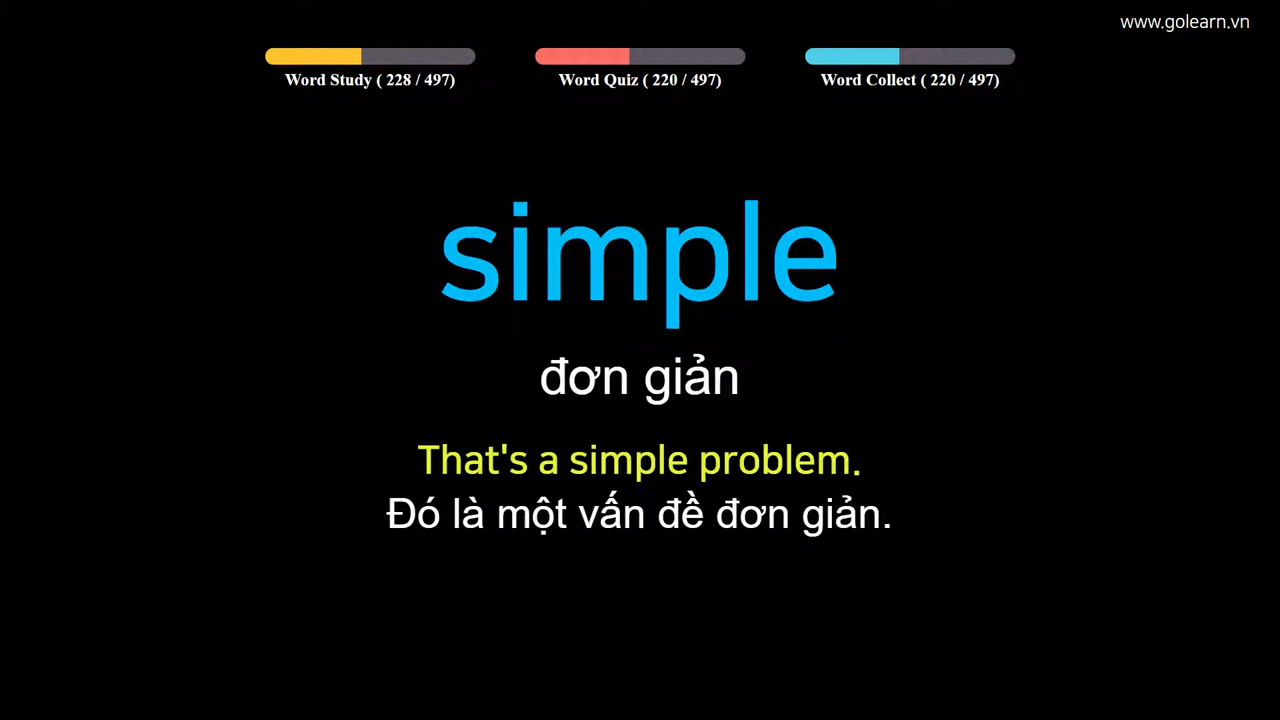 www.golearn.vn
Word Study ( 228 / 497) Word Quiz ( 220 / 497) Word Collect ( 220 / 497)
simple
đơn giản
That's a simple problem.
Đó là một vấn đề đơn giản.